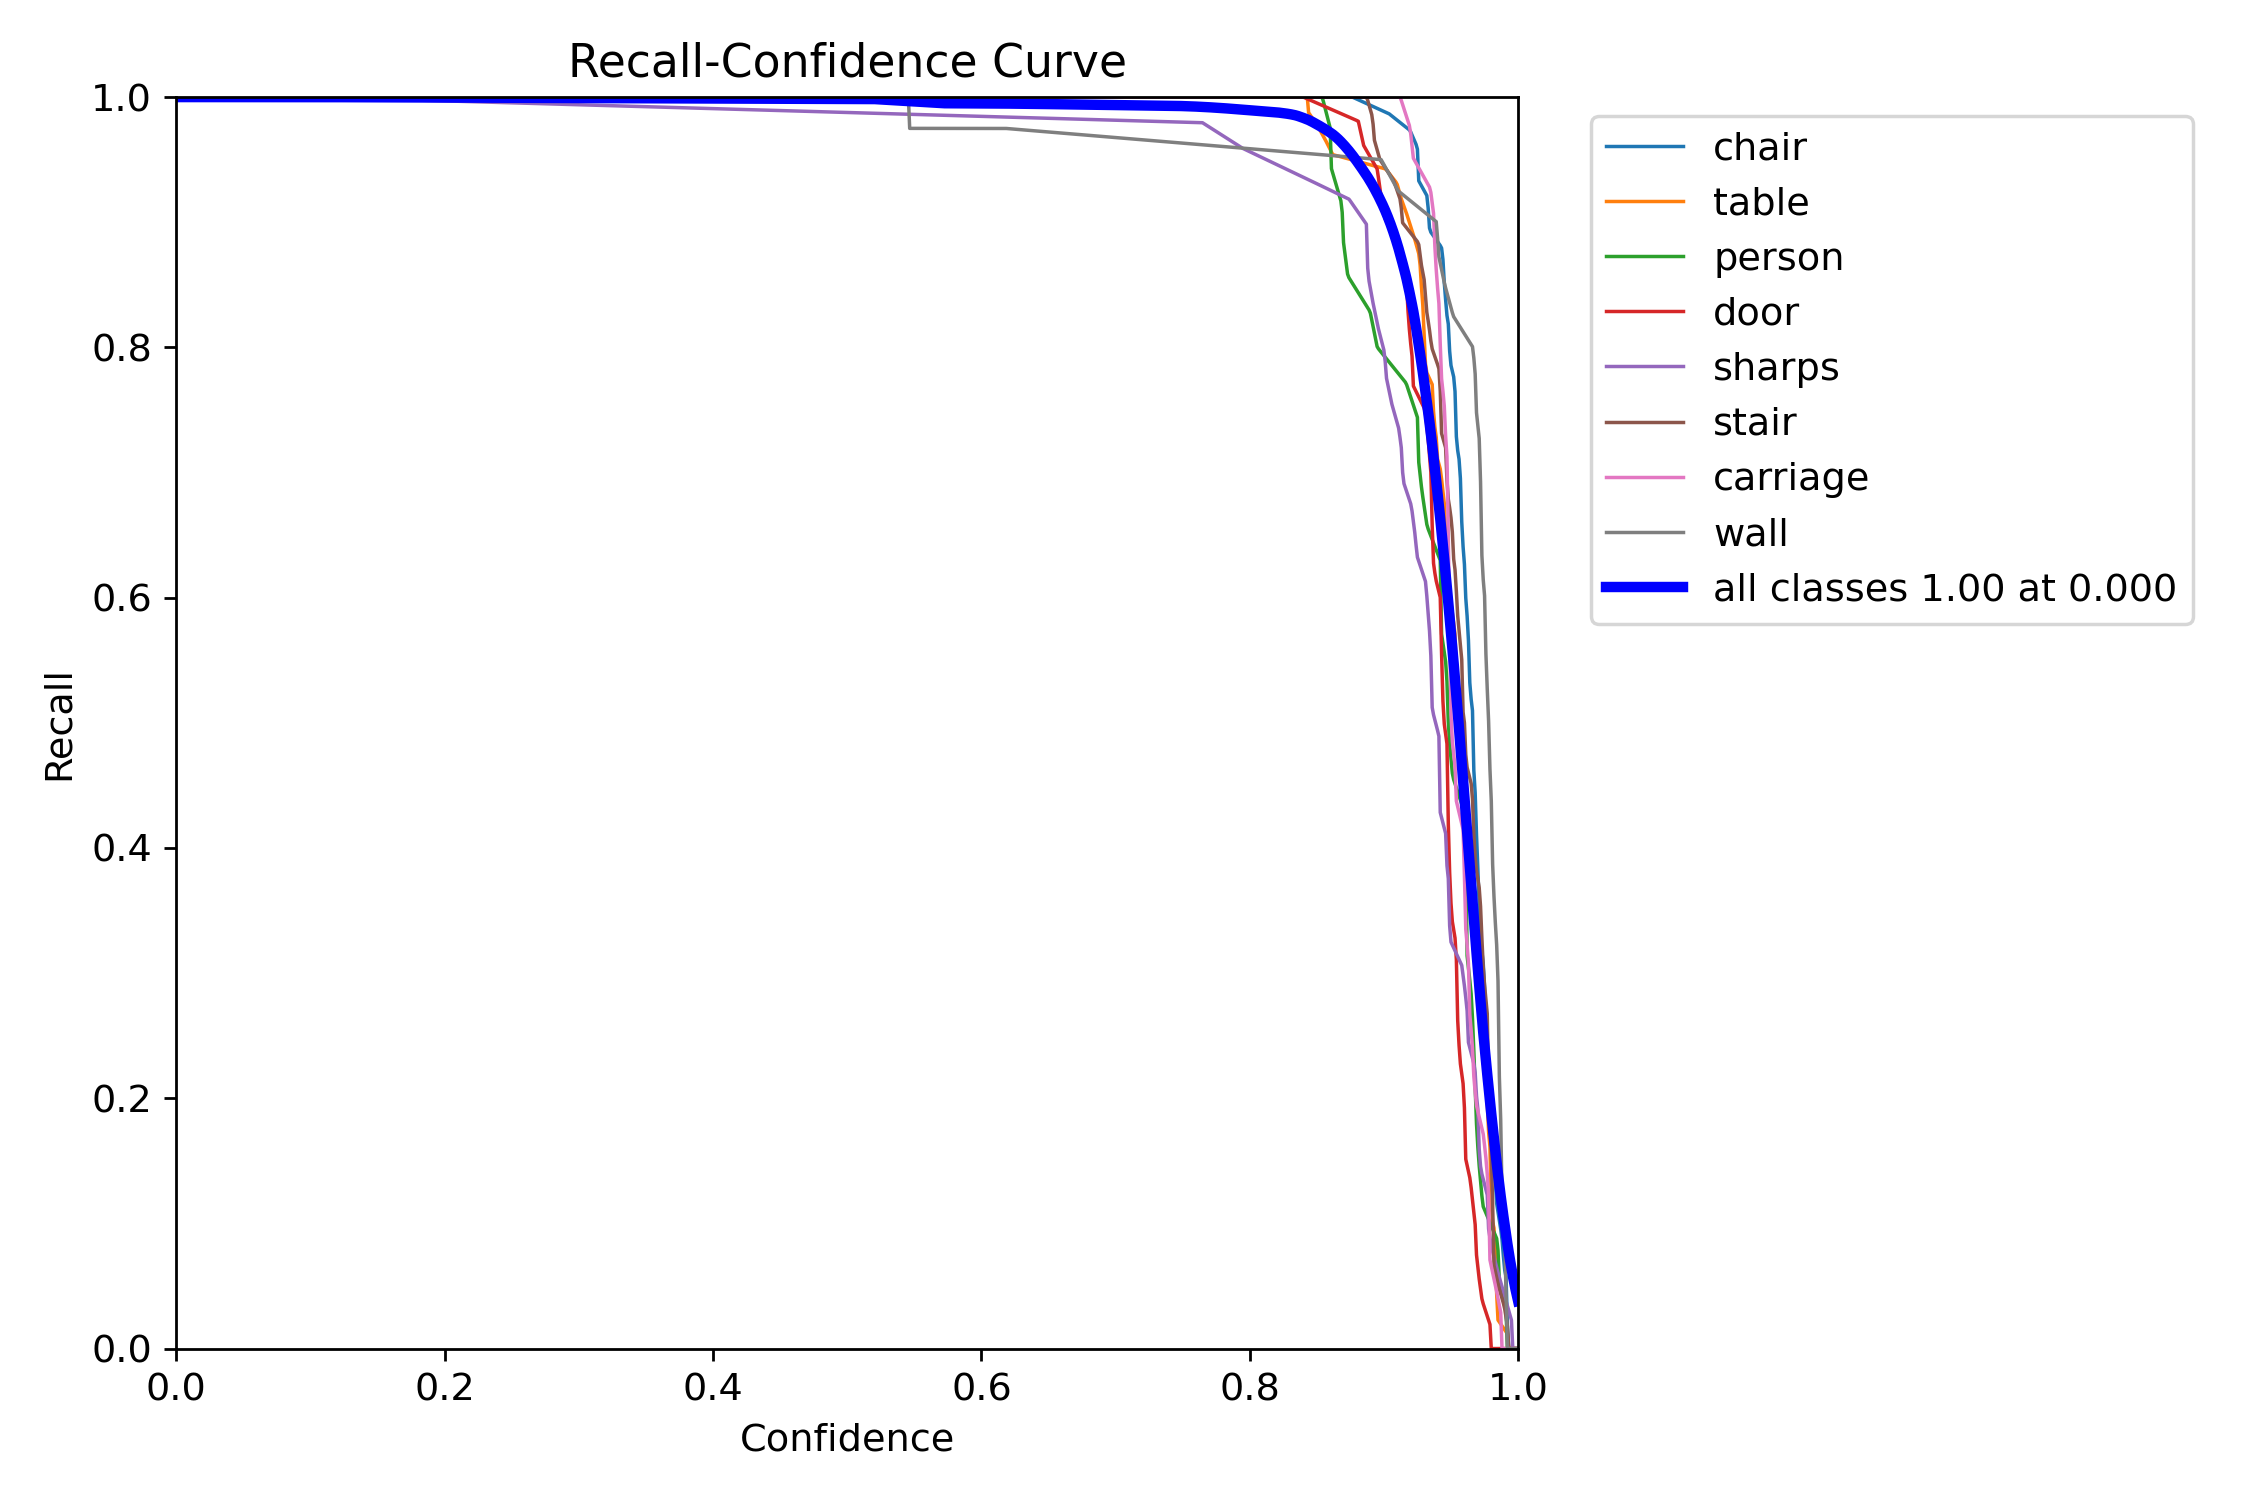 Recall-Confidence Curve
1.0
0.8
0.6
0.4
0.2
0.0
Recall
0.0 0.2 0.4 0.6 0.8 1.0
Confidence
chair
table
person
door
sharps
stair
carriage
wall
all classes 1.00 at 0.000